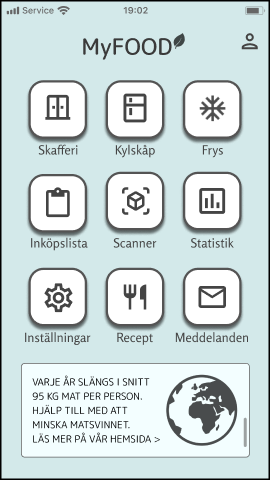 Service 19:02
MyFOOD
Skafferi Kylskåp Frys
Inköpslista Scanner Statistik
Inställningar Recept Meddelanden
VARJE ÅR SLÄNGS I SNITT
95 KG MAT PER PERSON.
HJÄLP TILL MED ATT
MINSKA MATSVINNET.
LÄS MER PÅ VÅR HEMSIDA >